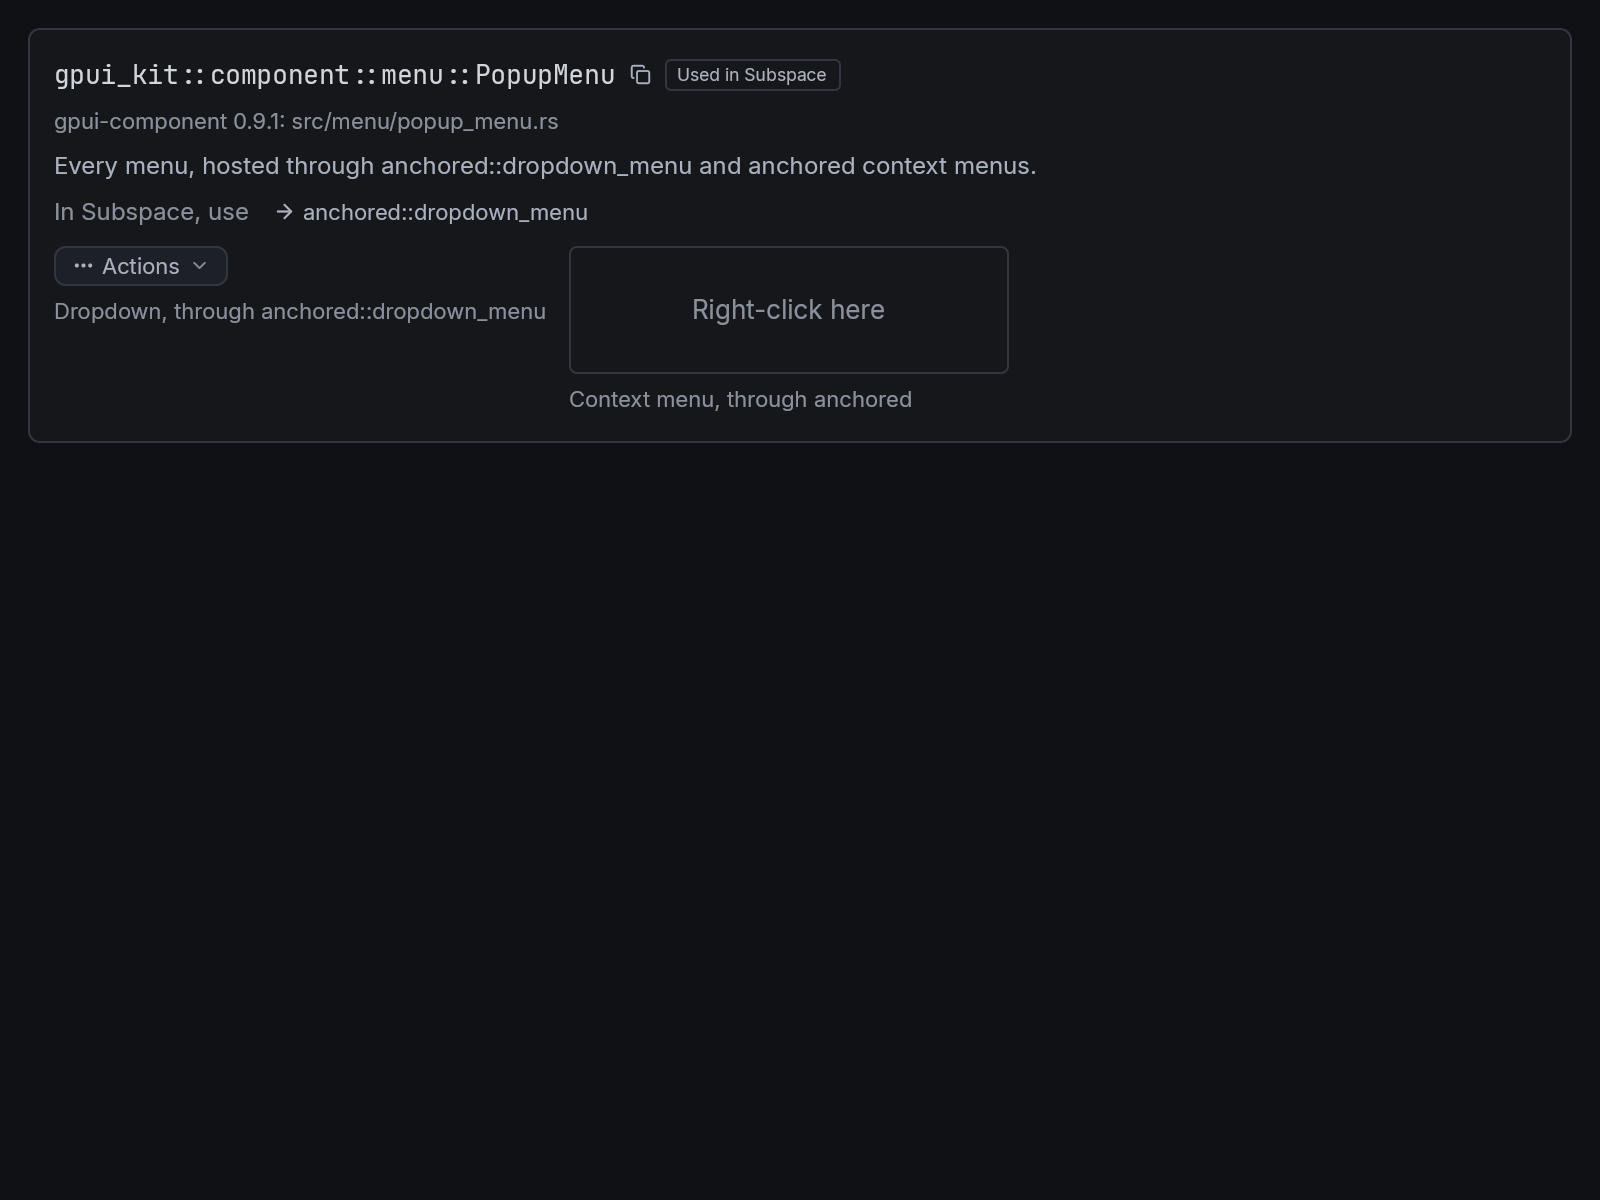 gpui_kit::component::menu::PopupMenu Used in Subspace
gpui-component 0.9.1: src/menu/popup_menu.rs
Every menu, hosted through anchored::dropdown_menu and anchored context menus.
In Subspace, use → anchored::dropdown_menu
Actions
Dropdown, through anchored::dropdown_menu
Right-click here
Context menu, through anchored